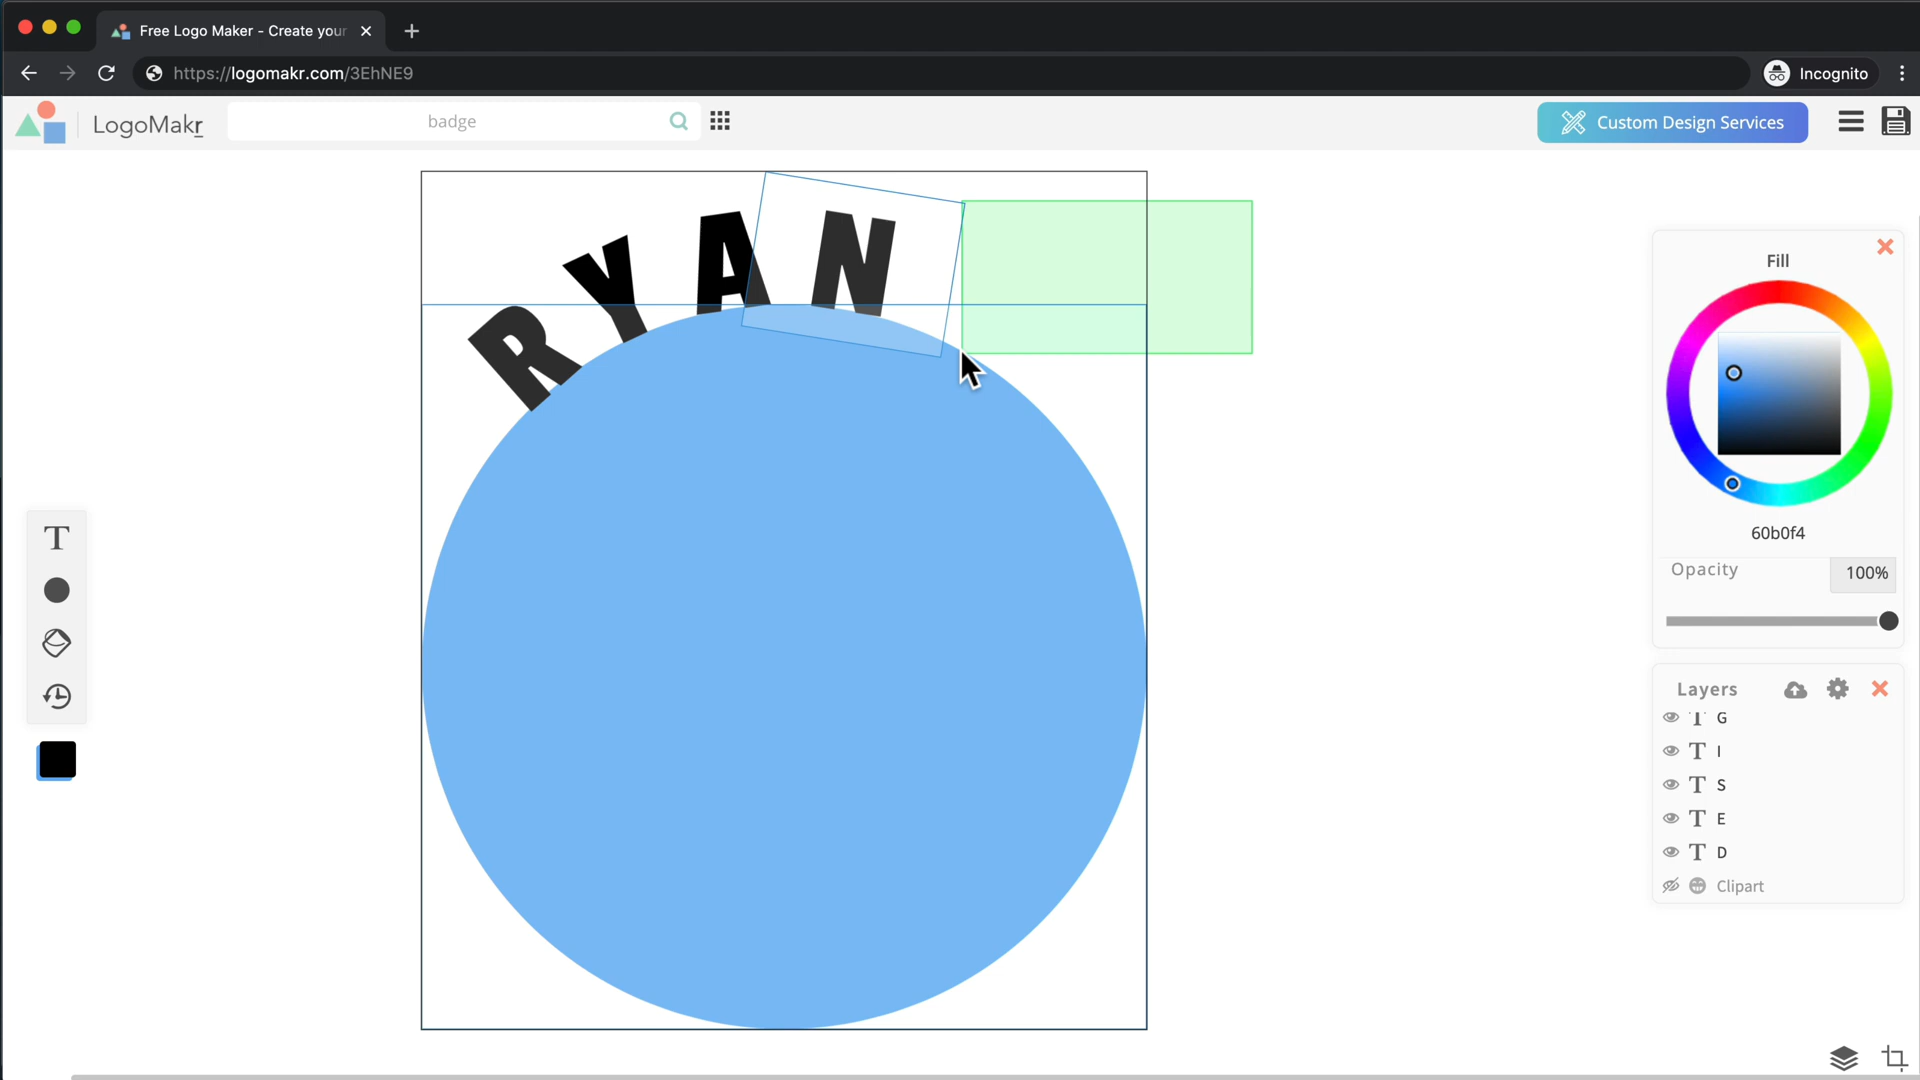 Free Logo Maker - Create your
https://logomakr.com/3EhNE9
Incognito
LogoMakr
badge
Custom Design Services
RYAN
Fill
60b0f4
Opacity
100%
Layers
T G
T I
T S
T E
T D
Clipart
T